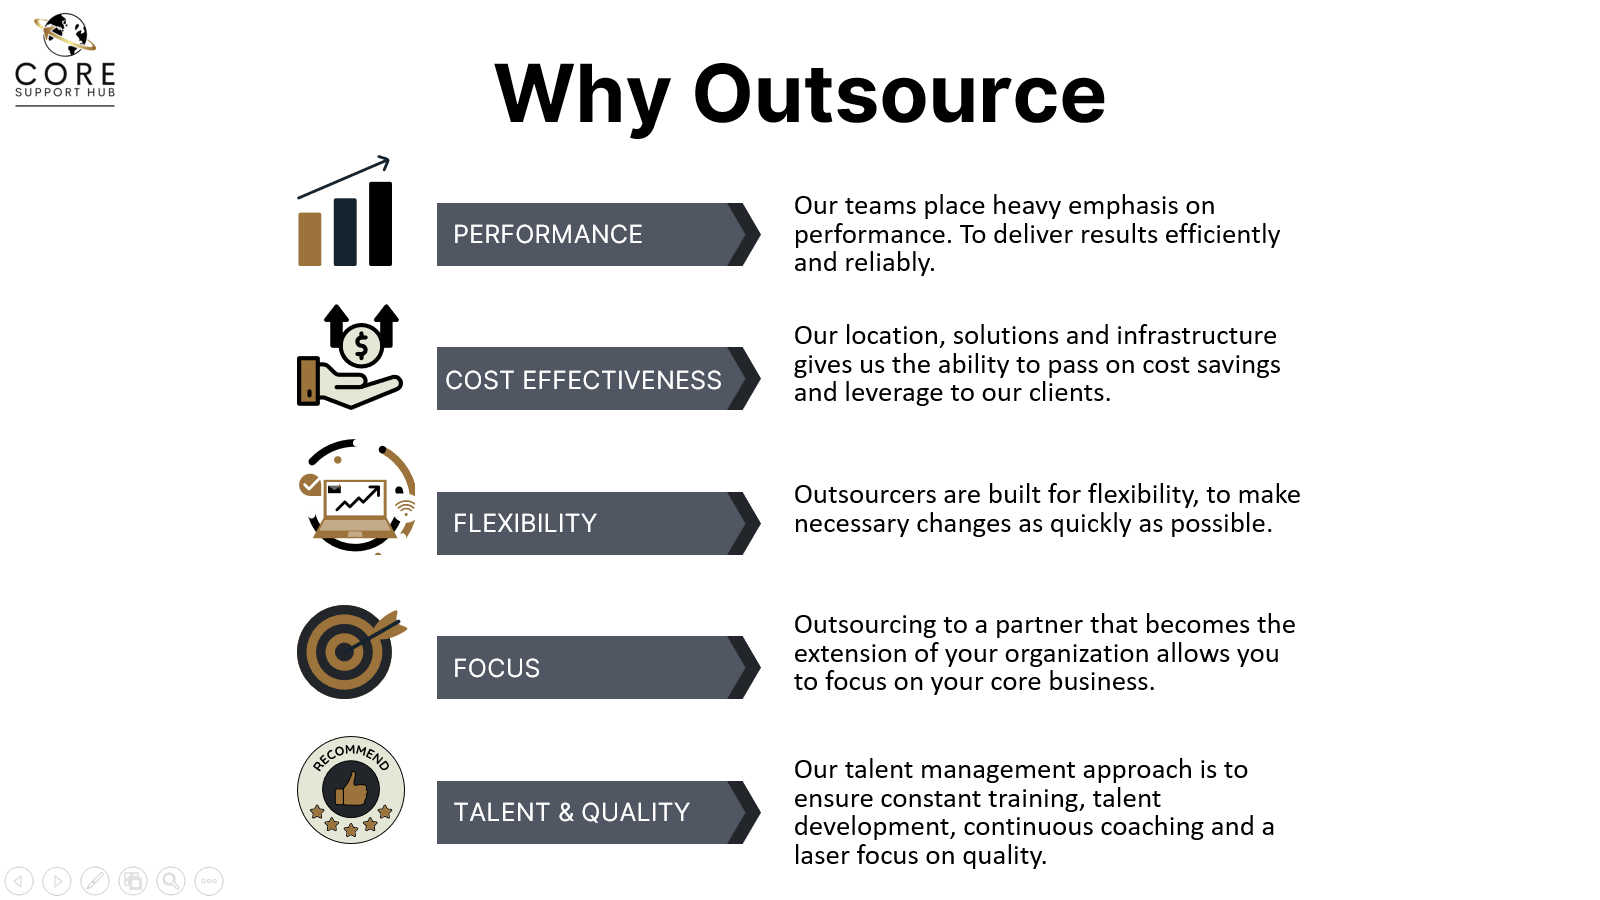 CORE
SUPPORT HUB
Why Outsource
PERFORMANCE
Our teams place heavy emphasis on
performance. To deliver results efficiently
and reliably.
$
COST EFFECTIVENESS
Our location, solutions and infrastructure
gives us the ability to pass on cost savings
and leverage to our clients.
FLEXIBILITY
Outsourcers are built for flexibility, to make
necessary changes as quickly as possible.
FOCUS
Outsourcing to a partner that becomes the
extension of your organization allows you
to focus on your core business.
RECOMMEND
TALENT & QUALITY
Our talent management approach is to
ensure constant training, talent
development, continuous coaching and a
laser focus on quality.